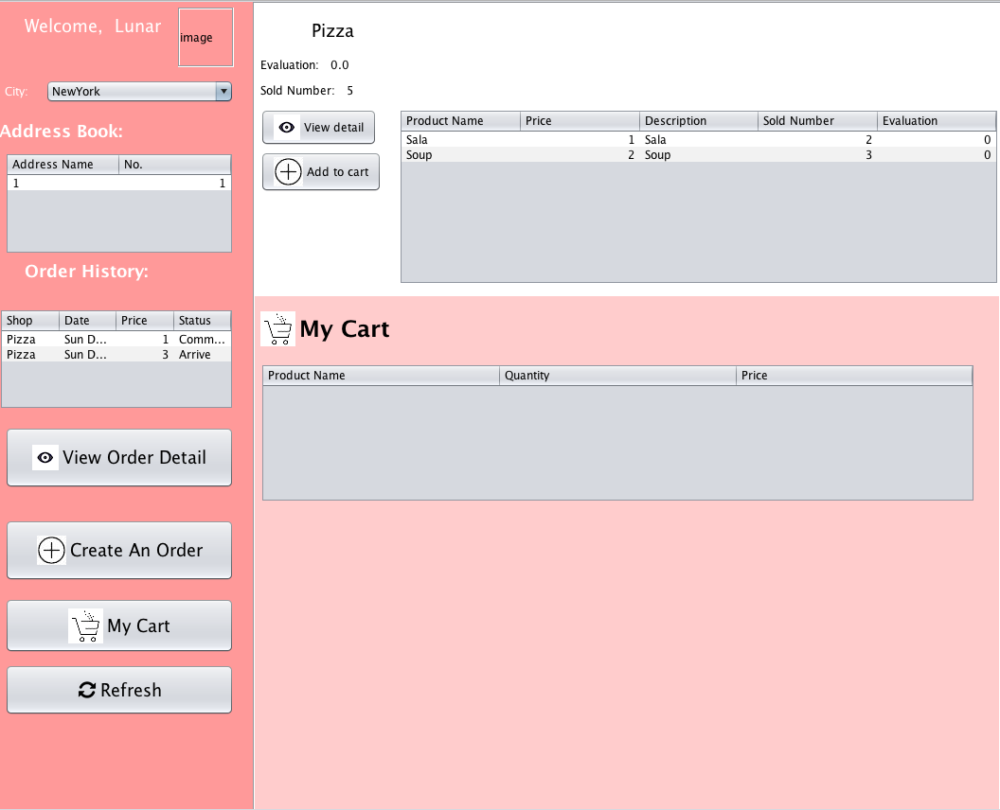 Welcome, Lunar
image
City: NewYork
Address Book:
Address Name No.
1 1
Order History:
Shop Date Price Status
Pizza Sun D... 1 Comm...
Pizza Sun D... 3 Arrive
View Order Detail
Create An Order
My Cart
Refresh
Pizza
Evaluation: 0.0
Sold Number: 5
View detail
Add to cart
Product Name Price Description Sold Number Evaluation
Sala 1 Sala 2 0
Soup 2 Soup 3 0
My Cart
Product Name Quantity Price